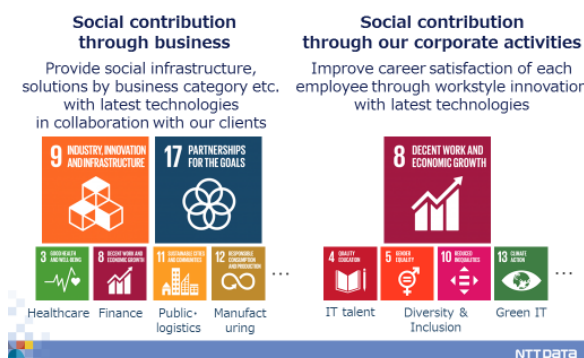 Social contribution
through business
Provide social infrastructure,
solutions by business category etc.
with latest technologies
in collaboration with our clients
9 INDUSTRY, INNOVATION
AND INFRASTRUCTURE
17 PARTNERSHIPS
FOR THE GOALS
3 GOOD HEALTH
AND WELL-BEING
8 DECENT WORK AND
ECONOMIC GROWTH
11 SUSTAINABLE CITIES
AND COMMUNITIES
12 RESPONSIBLE
CONSUMPTION
AND PRODUCTION
...
Healthcare
Finance
Public・
logistics
Manufact
uring
Social contribution
through our corporate activities
Improve career satisfaction of each
employee through workstyle innovation
with latest technologies
8 DECENT WORK AND
ECONOMIC GROWTH
4 QUALITY
EDUCATION
5 GENDER
EQUALITY
10 REDUCED
INEQUALITIES
13 CLIMATE
ACTION
...
IT talent
Diversity &
Inclusion
Green IT
NTT DATA